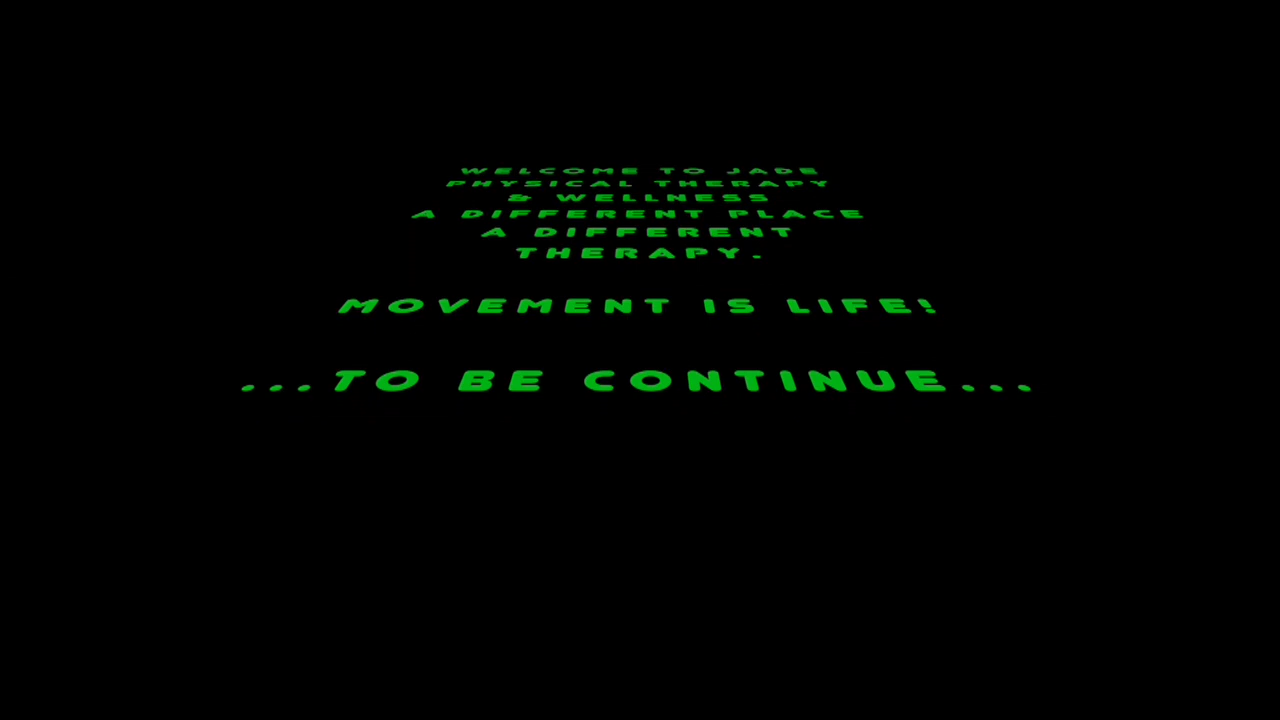 WELCOME TO JADE
PHYSICAL THERAPY
& WELLNESS
A DIFFERENT PLACE
A DIFFERENT
THERAPY.
MOVEMENT IS LIFE!
...TO BE CONTINUE...